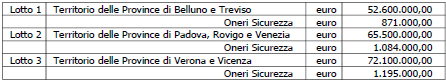 Lotto 1 Territorio delle Province di Belluno e Treviso euro 52.600.000,00
Oneri Sicurezza euro 871.000,00
Lotto 2 Territorio delle Province di Padova, Rovigo e Venezia euro 65.500.000,00
Oneri Sicurezza euro 1.084.000,00
Lotto 3 Territorio delle Province di Verona e Vicenza euro 72.100.000,00
Oneri Sicurezza euro 1.195.000,00